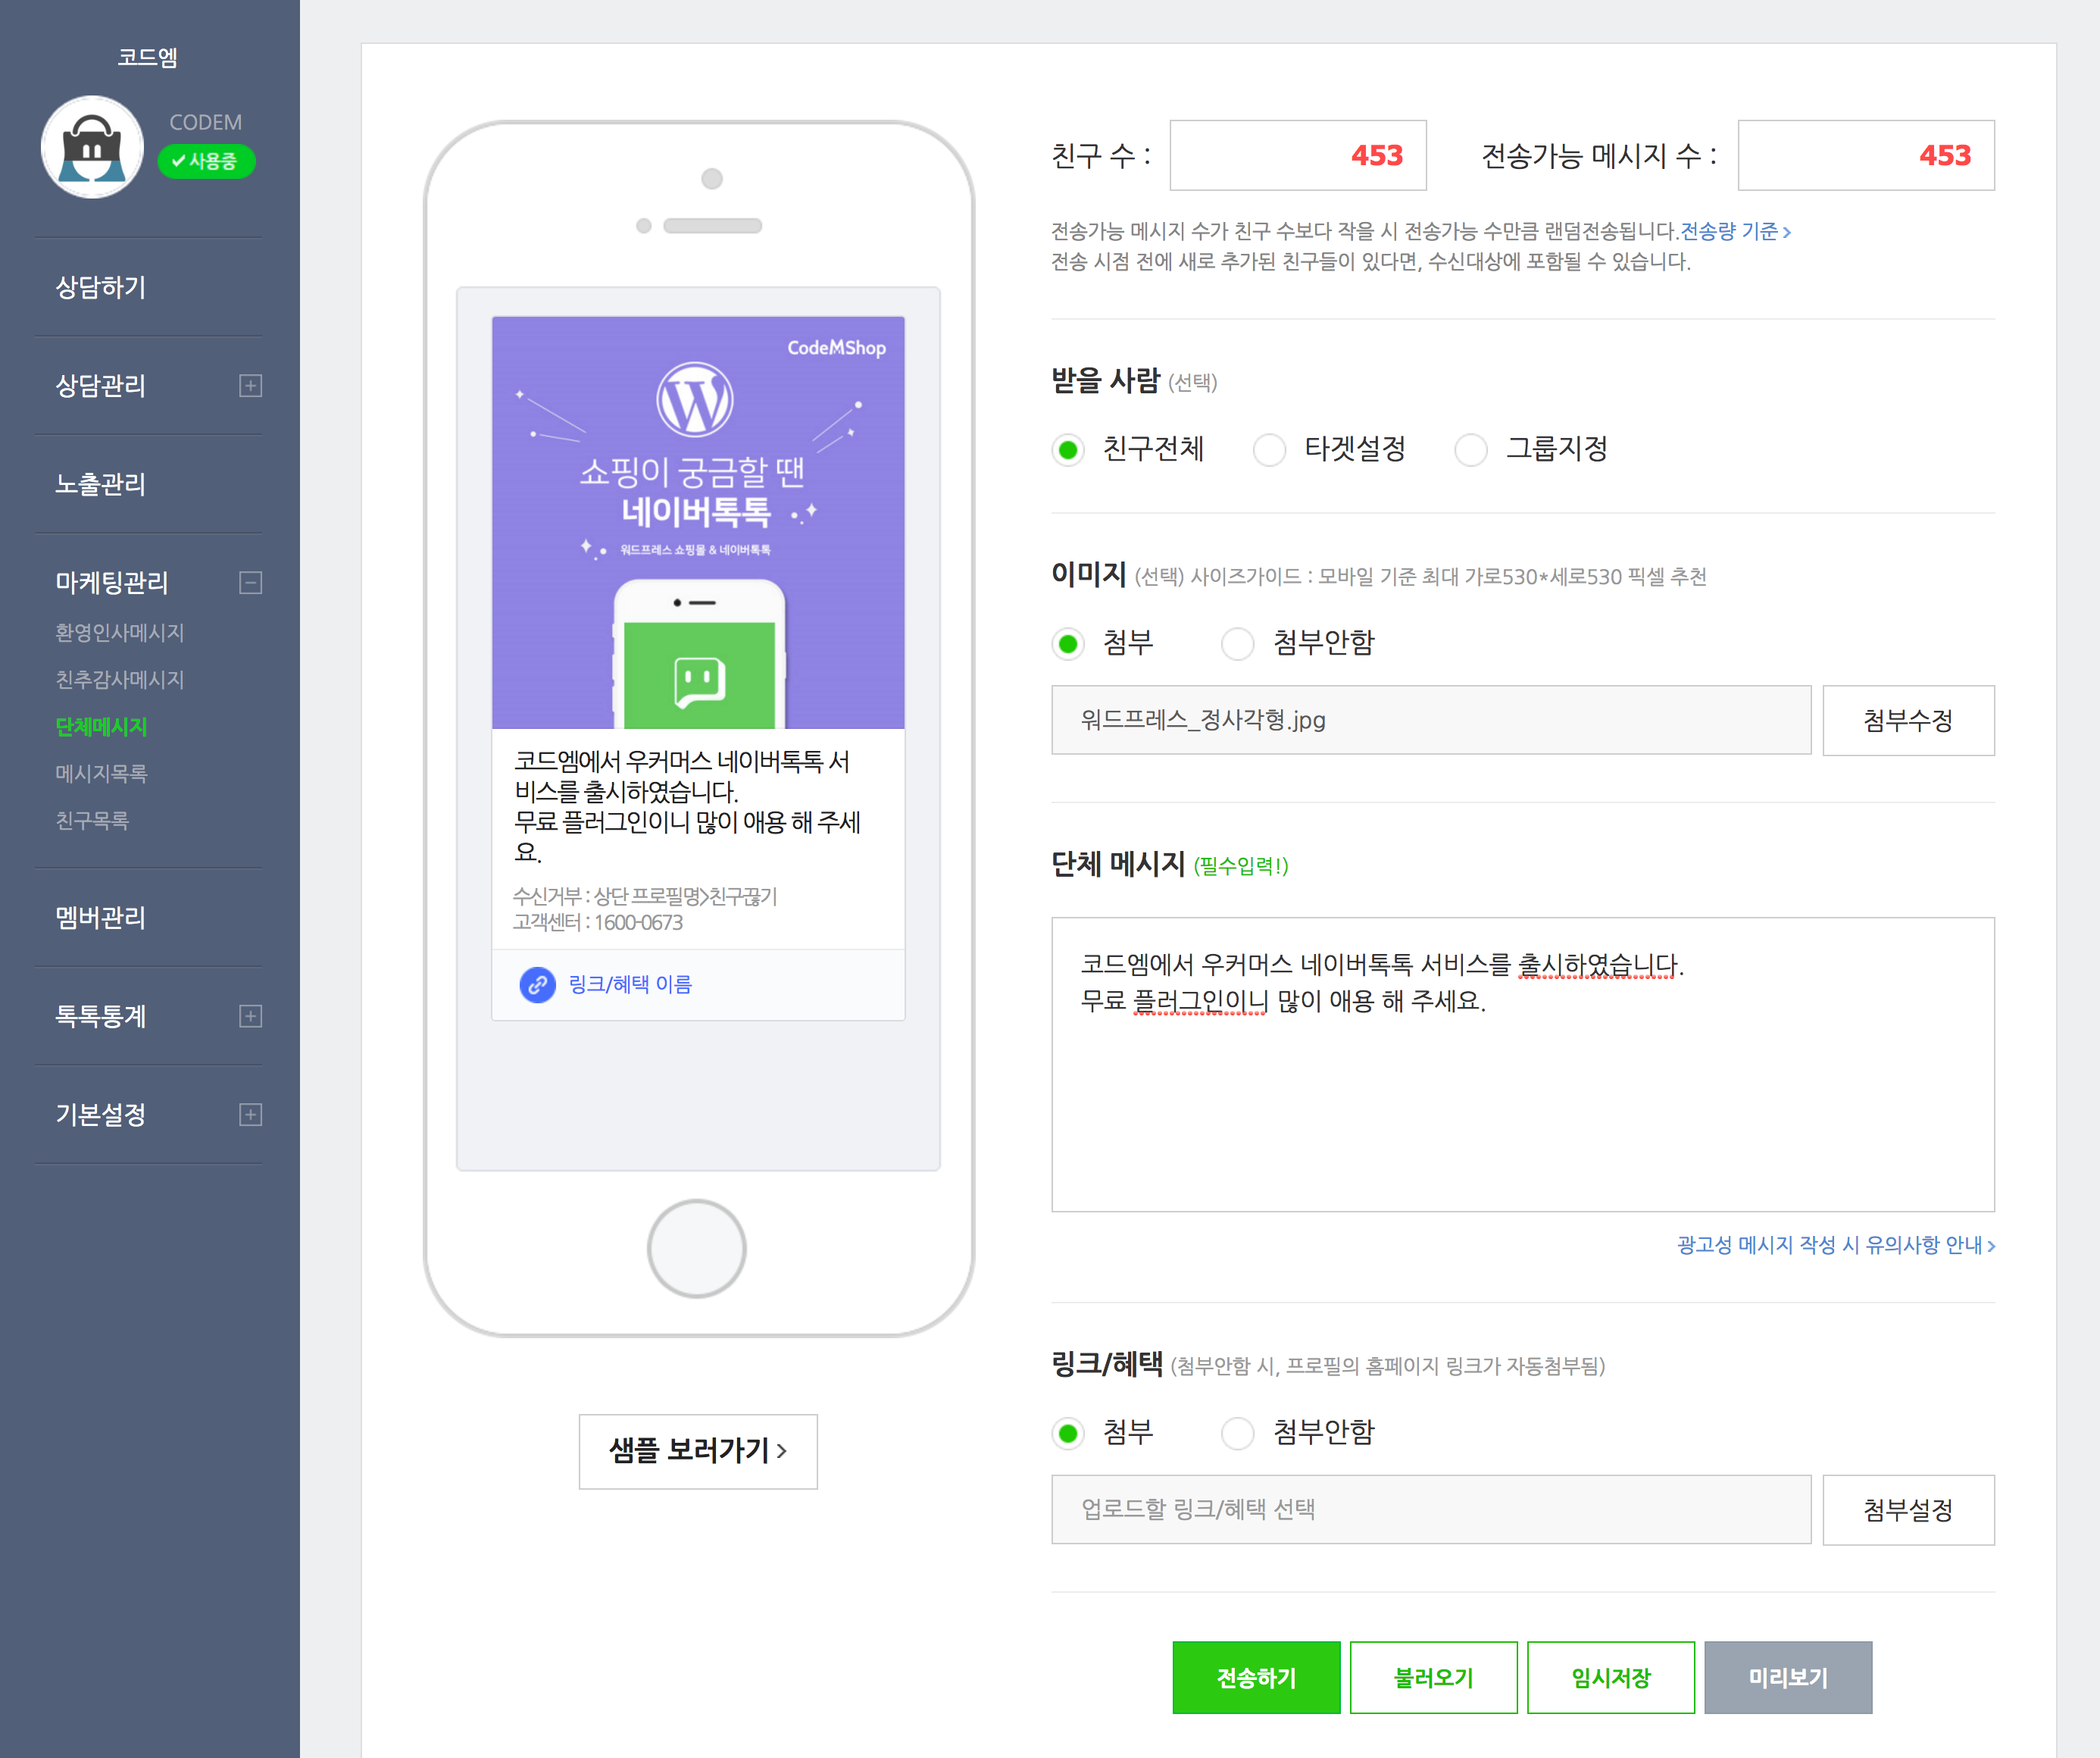 코드엠
CODEM
사용중
상담하기
상담관리
노출관리
마케팅관리
환영인사메시지
친추감사메시지
단체메시지
메시지목록
친구목록
멤버관리
톡톡통계
기본설정
CodeMShop
쇼핑이 궁금할 땐
네이버톡톡
워드프레스 쇼핑몰 & 네이버톡톡
코드엠에서 우커머스 네이버톡톡 서
비스를 출시하였습니다.
무료 플러그인이니 많이 애용 해 주세
요.
수신거부 : 상단 프로필명>친구끊기
고객센터 : 1600-0673
링크/혜택 이름
샘플 보러가기 >
친구 수 : 453 전송가능 메시지 수 : 453
전송가능 메시지 수가 친구 수보다 작을 시 전송가능 수만큼 랜덤전송됩니다.전송량 기준 >
전송 시점 전에 새로 추가된 친구들이 있다면, 수신대상에 포함될 수 있습니다.
받을 사람 (선택)
친구전체 타겟설정 그룹지정
이미지 (선택) 사이즈가이드 : 모바일 기준 최대 가로530*세로530 픽셀 추천
첨부 첨부안함
워드프레스_정사각형.jpg 첨부수정
단체 메시지 (필수입력!)
코드엠에서 우커머스 네이버톡톡 서비스를 출시하였습니다.
무료 플러그인이니 많이 애용 해 주세요.
광고성 메시지 작성 시 유의사항 안내 >
링크/혜택 (첨부안함 시, 프로필의 홈페이지 링크가 자동첨부됨)
첨부 첨부안함
업로드할 링크/혜택 선택 첨부설정
전송하기 불러오기 임시저장 미리보기